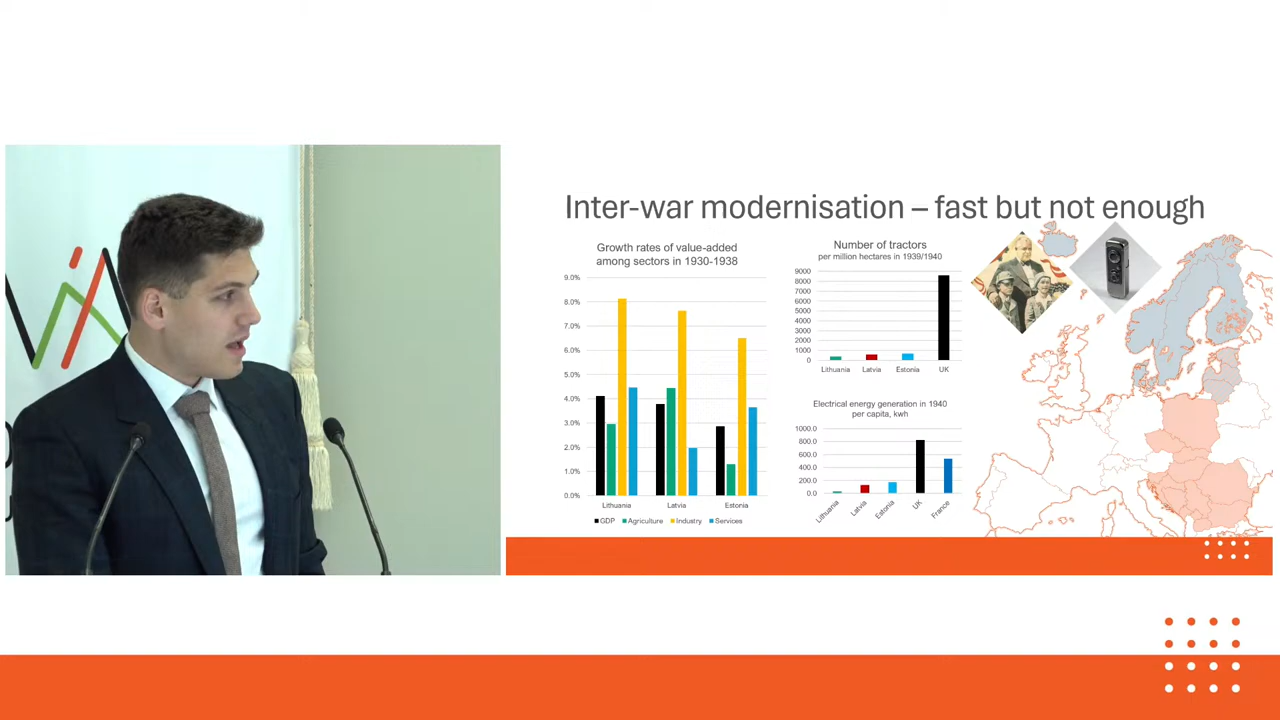 Inter-war modernisation – fast but not enough
Growth rates of value-added
among sectors in 1930-1938
9.0%
8.0%
7.0%
6.0%
5.0%
4.0%
3.0%
2.0%
1.0%
0.0%
Lithuania Latvia Estonia
GDP Agriculture Industry Services
Number of tractors
per million hectares in 1939/1940
9000
8000
7000
6000
5000
4000
3000
2000
1000
0
Lithuania Latvia Estonia UK
Electrical energy generation in 1940
per capita, kwh
1000.0
800.0
600.0
400.0
200.0
0.0
Lithuania Latvia Estonia UK France